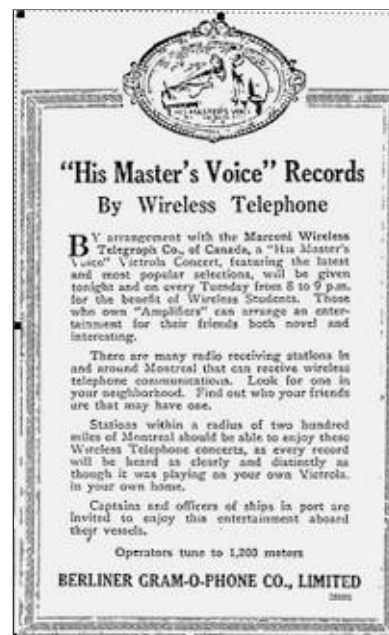 HIS MASTER'S VOICE
"His Master's Voice" Records
By Wireless Telephone
BY arrangement with the Marconi Wireless
Telegraph Co., of Canada, a "His Master's
Voice" Victrola Concert, featuring the latest
and most popular selections, will be given
tonight and on every Tuesday from 8 to 9 p.m.
for the benefit of Wireless Students. Those
who own "Amplifiers" can arrange an enter-
tainment for their friends both novel and
interesting.
There are many radio receiving stations in
and around Montreal that can receive wireless
telephone communications. Look for one in
your neighborhood. Find out who your friends
are that may have one.
Stations within a radius of two hundred
miles of Montreal should be able to enjoy these
Wireless Telephone concerts, as every record
will be heard as clearly and distinctly as
though it was playing on your own Victrola.
in your own home.
Captains and officers of ships in port are
invited to enjoy this entertainment aboard
their vessels.
Operators tune to 1,200 meters
BERLINER GRAM-O-PHONE CO., LIMITED